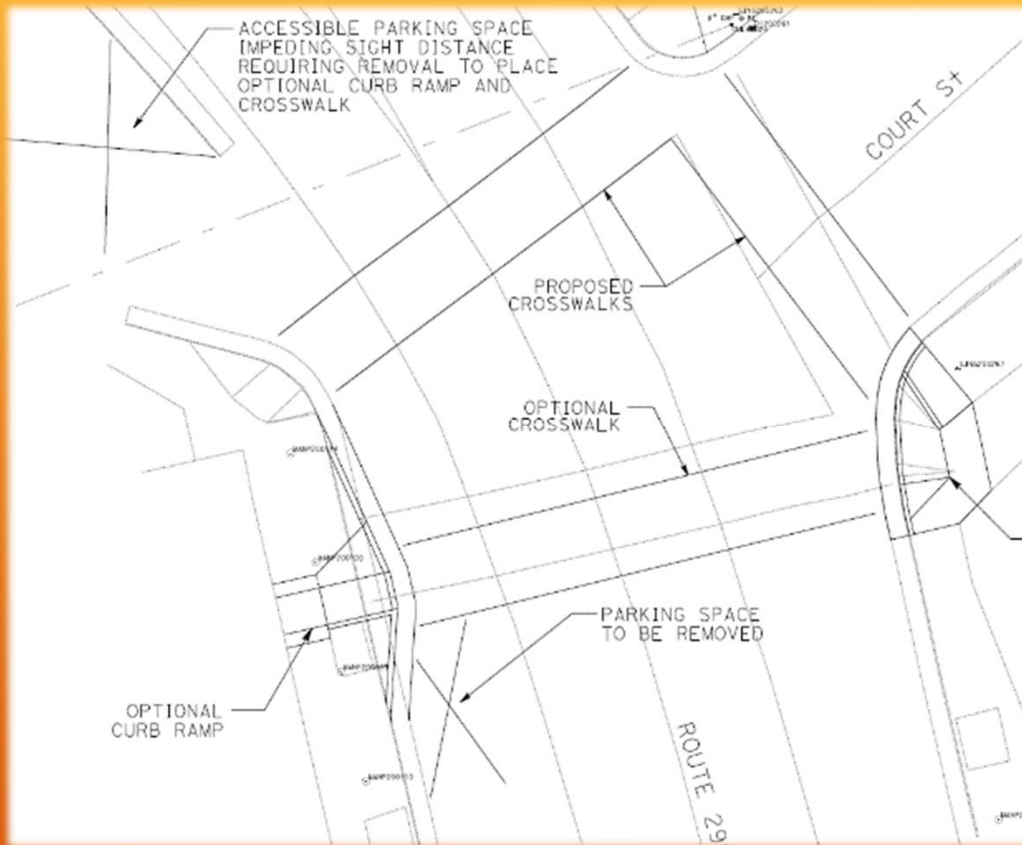 ACCESSIBLE PARKING SPACE
IMPEDING SIGHT DISTANCE
REQUIRING REMOVAL TO PLACE
OPTIONAL CURB RAMP AND
CROSSWALK
COURT St
PROPOSED
CROSSWALKS
OPTIONAL
CROSSWALK
PARKING SPACE
TO BE REMOVED
OPTIONAL
CURB RAMP
ROUTE 29